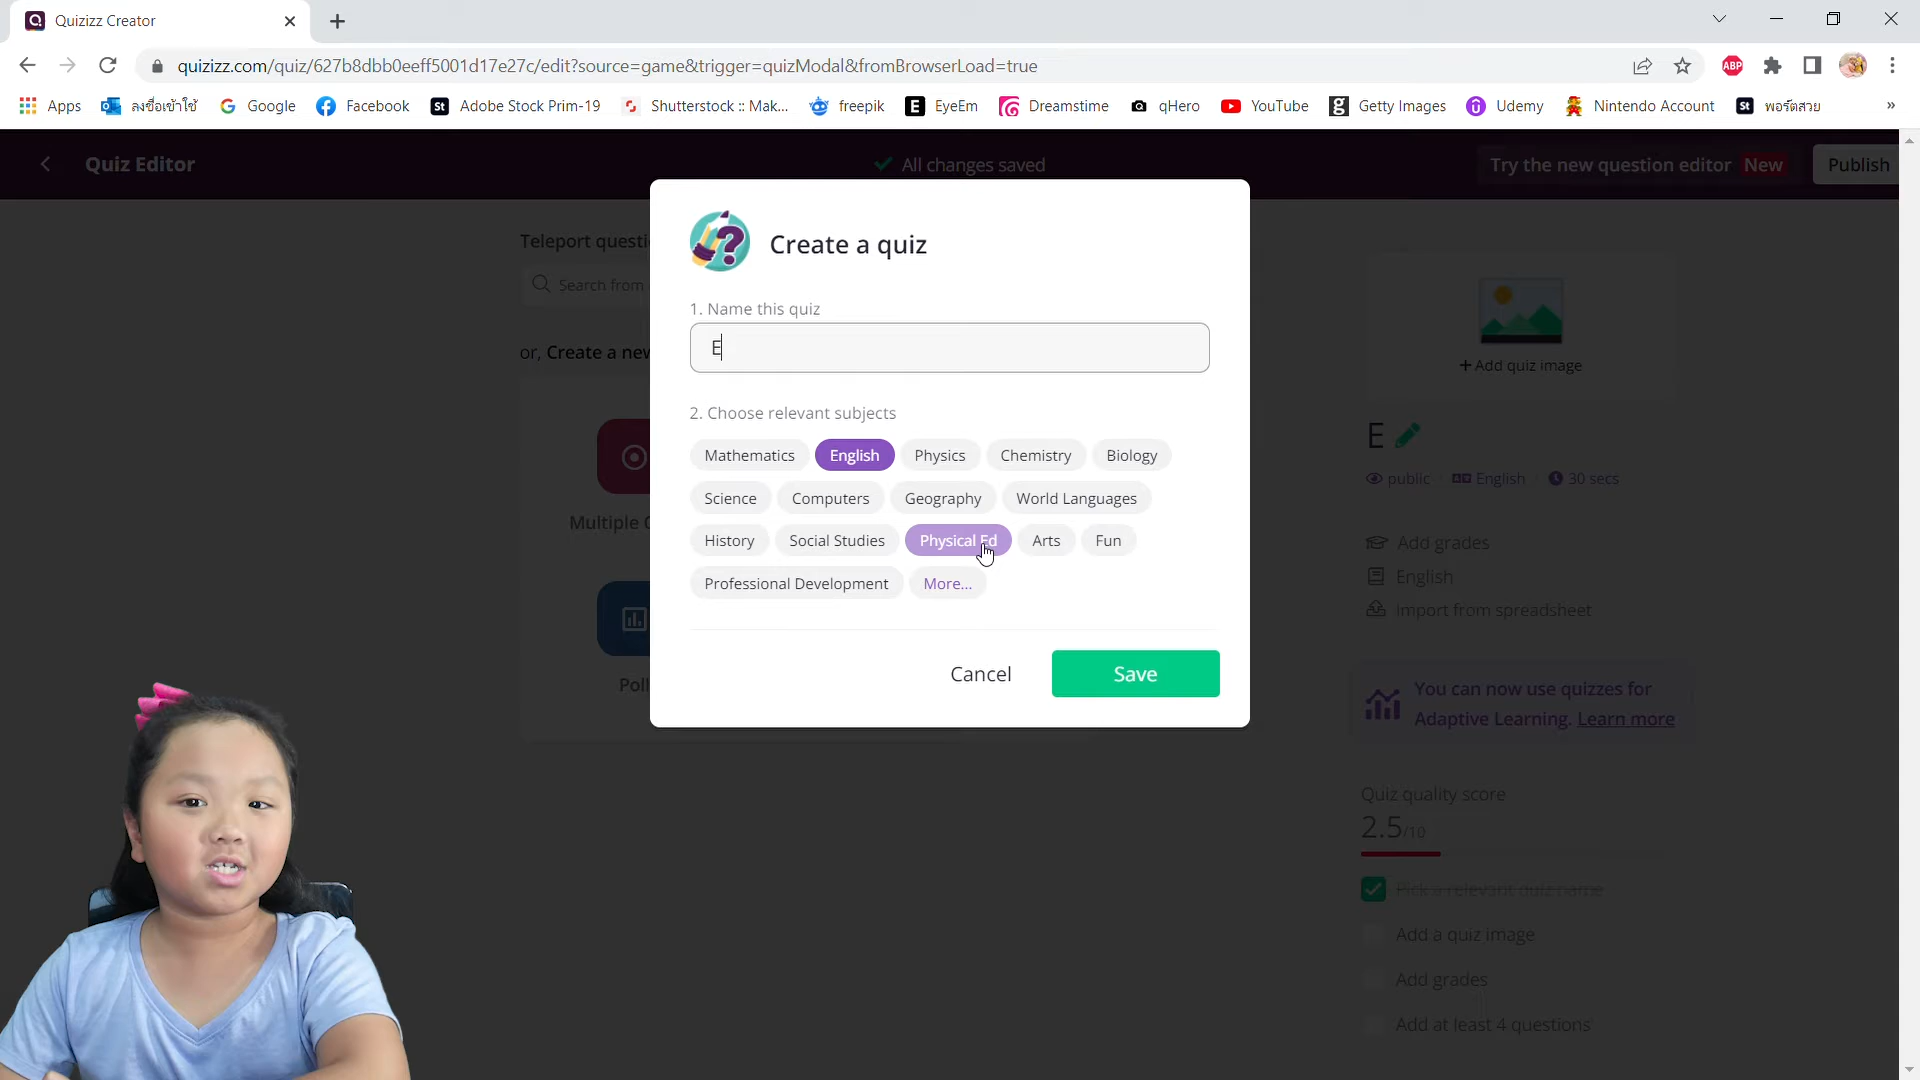 Quizizz Creator
quizizz.com/quiz/627b8dbb0eeff5001d17e27c/edit?source=game&trigger=quizModal&fromBrowserLoad=true
ABP
Apps ลงชื่อเข้าใช้ Google Facebook St Adobe Stock Prim-19 Shutterstock :: Mak... freepik E EyeEm Dreamstime qHero YouTube g Getty Images Udemy Nintendo Account St พอร์ตสวย »
Quiz Editor All changes saved Try the new question editor New Publish
Teleport questi
Search from
or, Create a new
Multiple
Poll
Create a quiz
1. Name this quiz
E
2. Choose relevant subjects
Mathematics English Physics Chemistry Biology
Science Computers Geography World Languages
History Social Studies Physical Ed Arts Fun
Professional Development More...
Cancel Save
+ Add quiz image
E
public English 30 secs
Add grades
English
Import from spreadsheet
You can now use quizzes for
Adaptive Learning. Learn more
Quiz quality score
2.5/10
Pick a relevant quiz name
Add a quiz image
Add grades
Add at least 4 questions